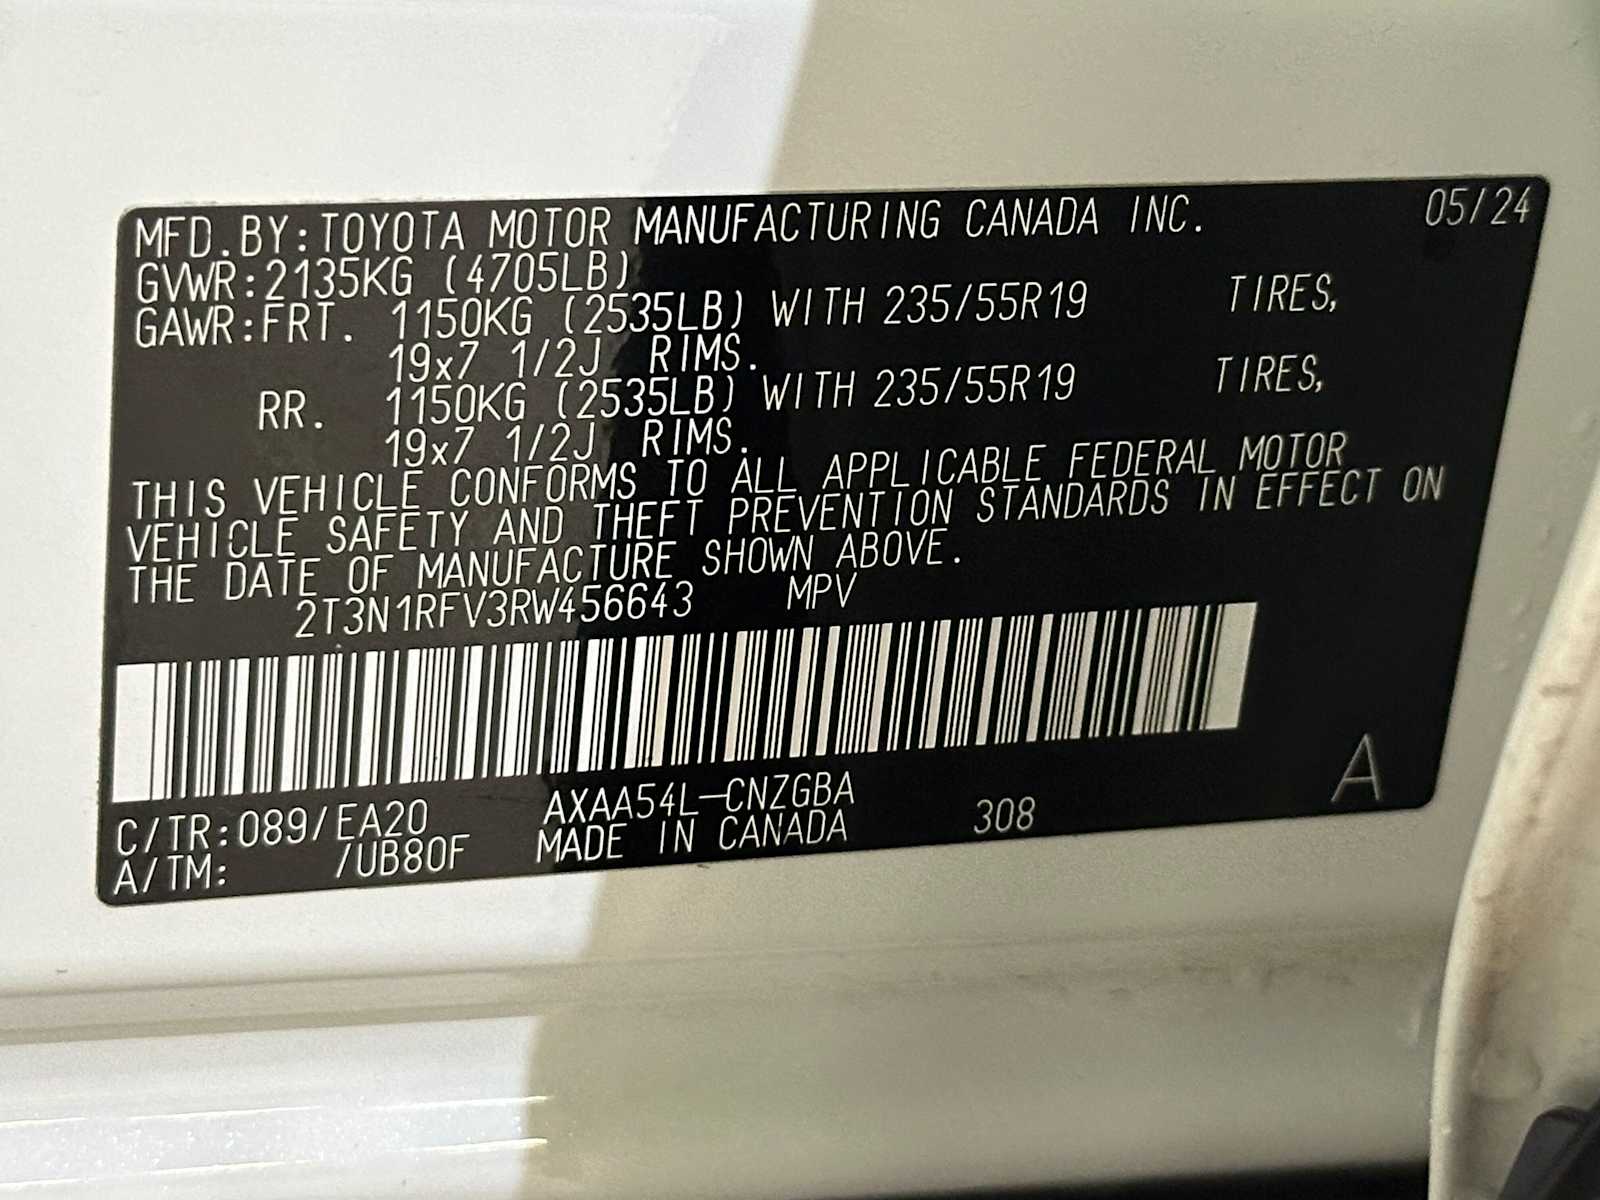 MFD.BY:TOYOTA MOTOR MANUFACTURING CANADA INC. 05/24
GVWR:2135KG (4705LB)
GAWR:FRT. 1150KG (2535LB) WITH 235/55R19 TIRES,
19x7 1/2J RIMS.
RR. 1150KG (2535LB) WITH 235/55R19 TIRES,
19x7 1/2J RIMS.
THIS VEHICLE CONFORMS TO ALL APPLICABLE FEDERAL MOTOR
VEHICLE SAFETY AND THEFT PREVENTION STANDARDS IN EFFECT ON
THE DATE OF MANUFACTURE SHOWN ABOVE.
2T3N1RFV3RW456643 MPV
C/TR:089/EA20 AXAA54L-CNZGBA 308 A
A/TM: /UB80F MADE IN CANADA